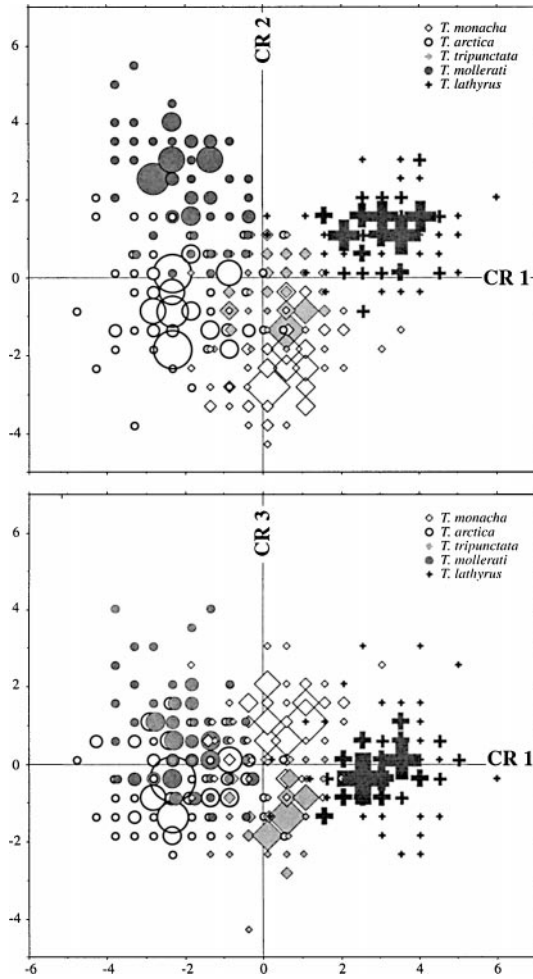 CR 2
T. monacha
T. arctica
T. tripunctata
T. mollerati
T. lathyrus
6
4
2
0
CR 1
-2
-4
CR 3
T. monacha
T. arctica
T. tripunctata
T. mollerati
T. lathyrus
6
4
2
0
CR 1
-2
-4
-6 -4 -2 0 2 4 6